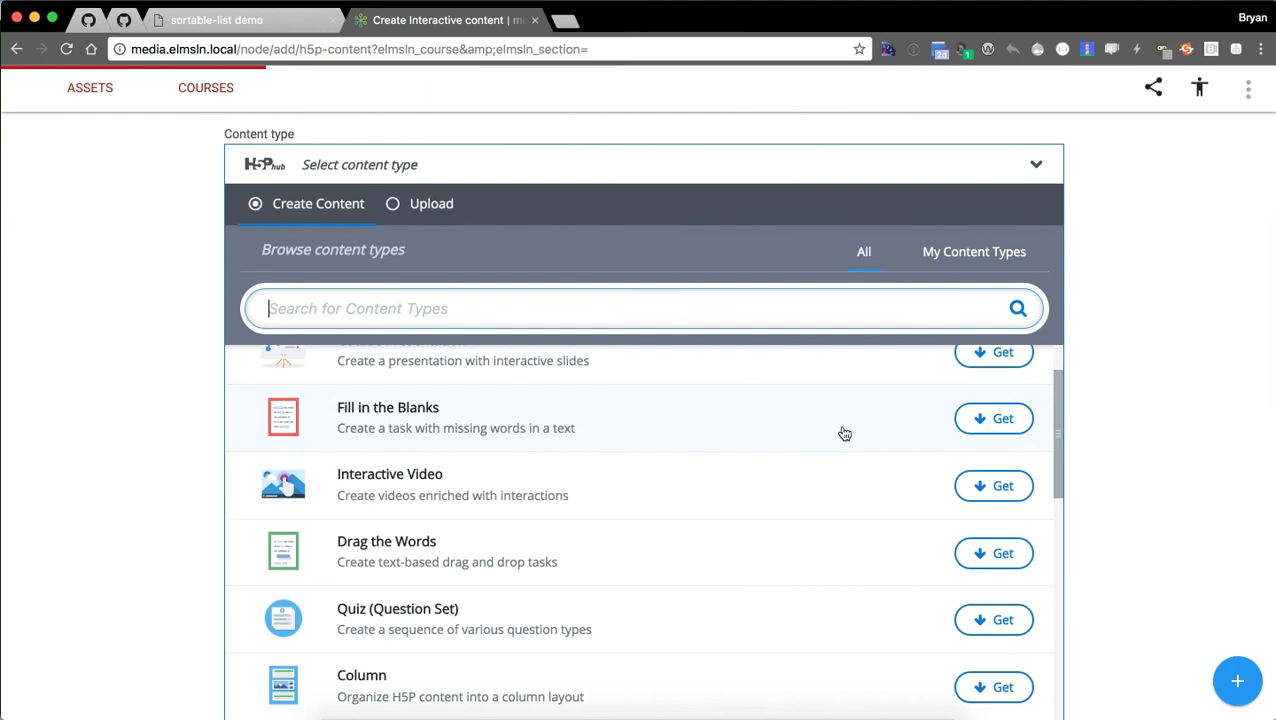 sortable-list demo
Create Interactive content | m
Bryan
media.elmsln.local/node/add/h5p-content?elmsln_course&amp;elmsln_section=
2d
1
ASSETS
COURSES
Content type
H5P hub
Select content type
Create Content
Upload
Browse content types
All
My Content Types
Search for Content Types
Create a presentation with interactive slides
Get
Fill in the Blanks
Create a task with missing words in a text
Get
Interactive Video
Create videos enriched with interactions
Get
Drag the Words
Create text-based drag and drop tasks
Get
Quiz (Question Set)
Create a sequence of various question types
Get
Column
Organize H5P content into a column layout
Get